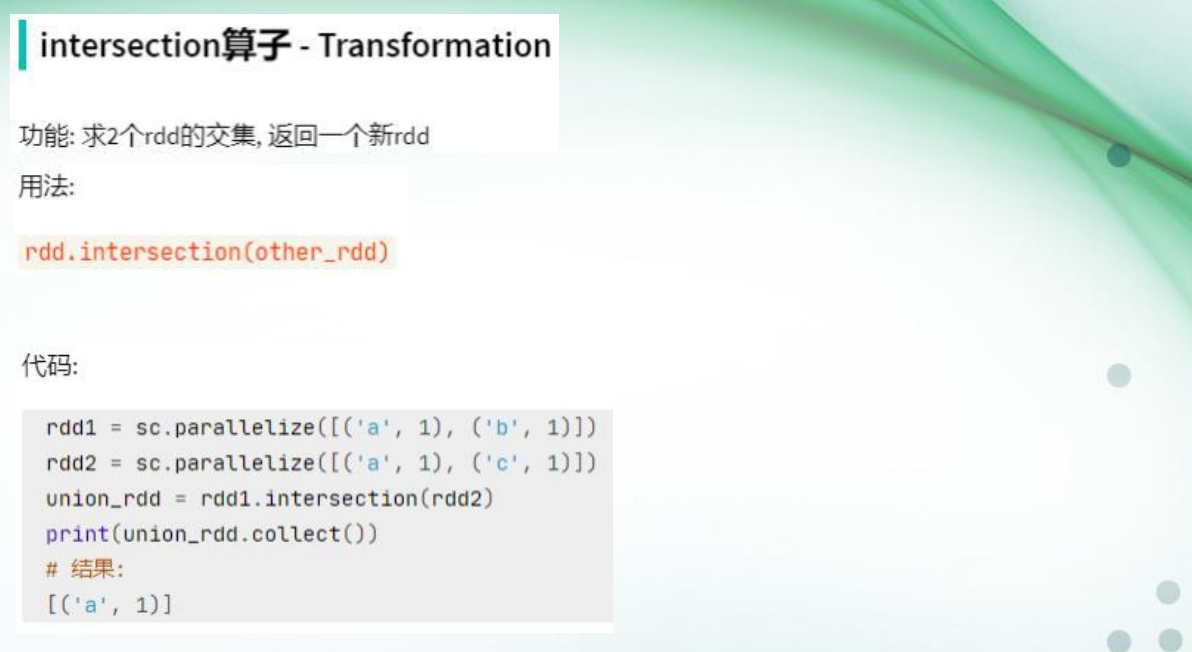 intersection算子 - Transformation
功能: 求2个rdd的交集, 返回一个新rdd
用法:
rdd.intersection(other_rdd)
代码:
rdd1 = sc.parallelize([('a', 1), ('b', 1)])
rdd2 = sc.parallelize([('a', 1), ('c', 1)])
union_rdd = rdd1.intersection(rdd2)
print(union_rdd.collect())
# 结果:
[('a', 1)]